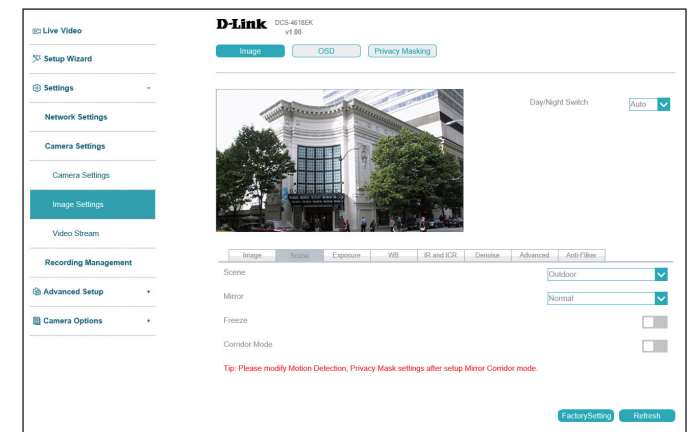 Live Video
Setup Wizard
Settings -
Network Settings
Camera Settings
Camera Settings
Image Settings
Video Stream
Recording Management
Advanced Setup +
Camera Options +
D-Link DCS-4618EK
v1.00
Image OSD Privacy Masking
Day/Night Switch Auto
Image Scene Exposure WB IR and ICR Denoise Advanced Anti-Fliker
Scene Outdoor
Mirror Normal
Freeze
Corridor Mode
Tip: Please modify Motion Detection, Privacy Mask settings after setup Mirror Corridor mode.
FactorySetting Refresh